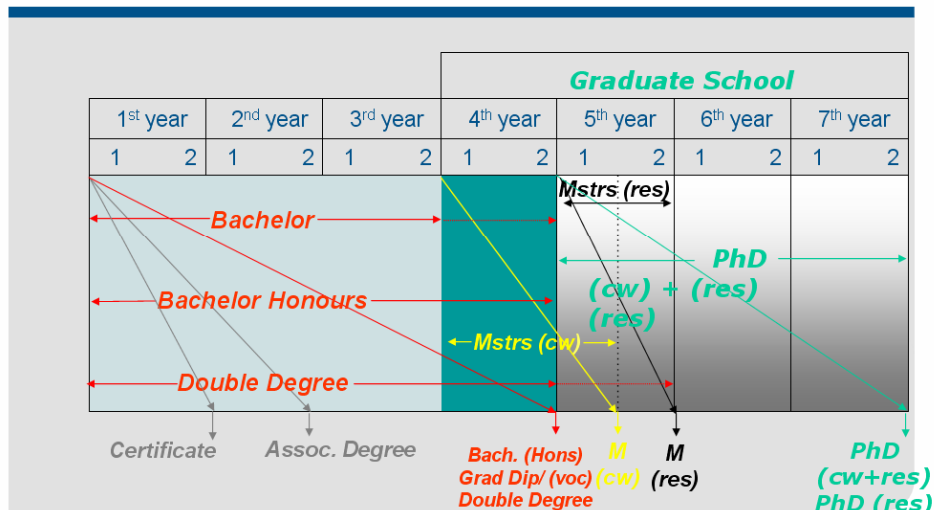 Graduate School
1st year 2nd year 3rd year 4th year 5th year 6th year 7th year
1 2 1 2 1 2 1 2 1 2 1 2 1 2
Mstrs (res)
Bachelor
PhD
(cw) + (res)
Bachelor Honours
(res)
Mstrs (cw)
Double Degree
Certificate
Assoc. Degree
Bach. (Hons)
Grad Dip/ (voc)
Double Degree
M
(cw)
M
(res)
PhD
(cw+res)
PhD (res)